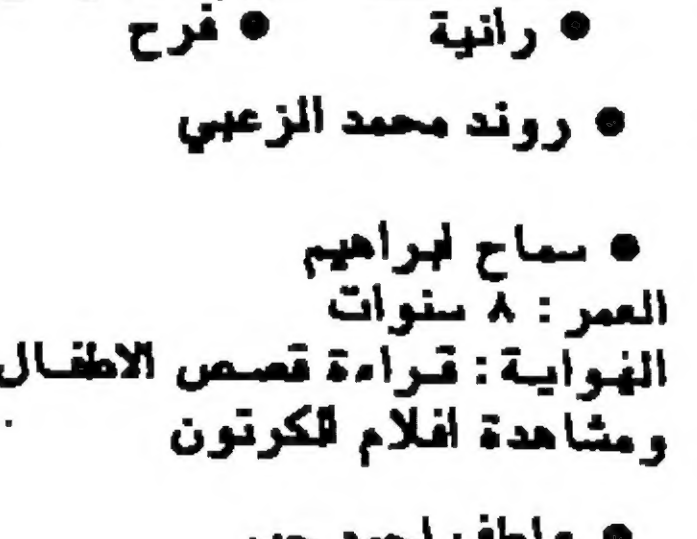 ● رانية ● فرح
● روند محمد الزعبي
● سماح ابراهيم
العمر : ٨ سنوات
الهواية : قراءة قصص الاطفال
ومشاهدة افلام الكرتون